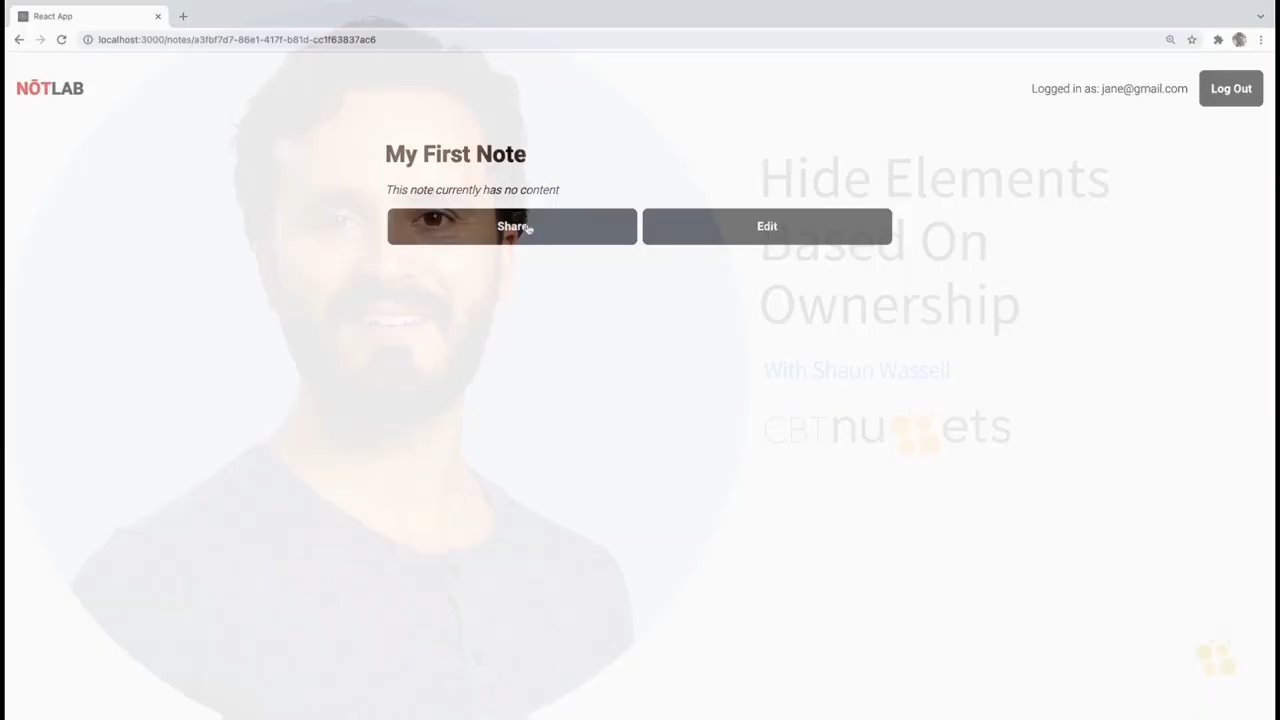 React App
localhost:3000/notes/a3fbf7d7-86e1-417f-b81d-cc1f63837ac6
NŌTLAB
Logged in as: jane@gmail.com
Log Out
My First Note
This note currently has no content
Share
Edit
Hide Elements
Based On
Ownership
With Shaun Wassell
CBTnuggets